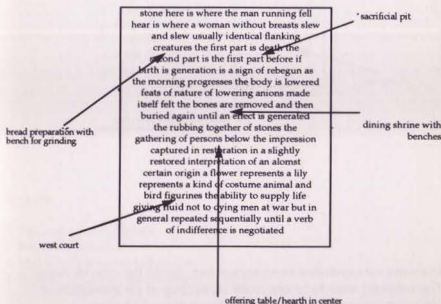 stone here is where the man running fell
hear is where a woman without breasts slew
and slew usually identical flanking
creatures the first part is death the
second part is the first part before if
birth is generation is a sign of rebegun as
the morning progresses the body is lowered
feats of nature of lowering anions made
itself felt the bones are removed and then
buried again until an effect is generated
the rubbing together of stones the
gathering of persons below the impression
captured in restoration in a slightly
restored interpretation of an alomst
certain origin a flower represents a lily
represents a kind of costume animal and
bird figurines the ability to supply life
giving fluid not to dying men at war but in
general repeated sequentially until a verb
of indifference is negotiated
sacrificial pit
bread preparation with
bench for grinding
dining shrine with
benches
west court
offering table/hearth in center